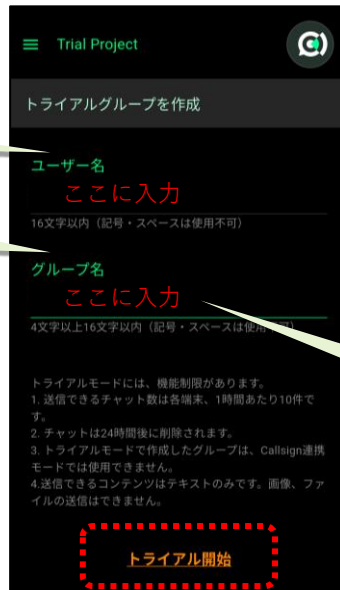 Trial Project
トライアルグループを作成
ユーザー名
ここに入力
16文字以内（記号・スペースは使用不可）
グループ名
ここに入力
4文字以上16文字以内（記号・スペースは使用不可）
トライアルモードには、機能制限があります。
1. 送信できるチャット数は各端末、1時間あたり10件で
す。
2. チャットは24時間後に削除されます。
3. トライアルモードで作成したグループは、Callsign連携
モードでは使用できません。
4.送信できるコンテンツはテキストのみです。画像、ファ
イルの送信はできません。
トライアル開始